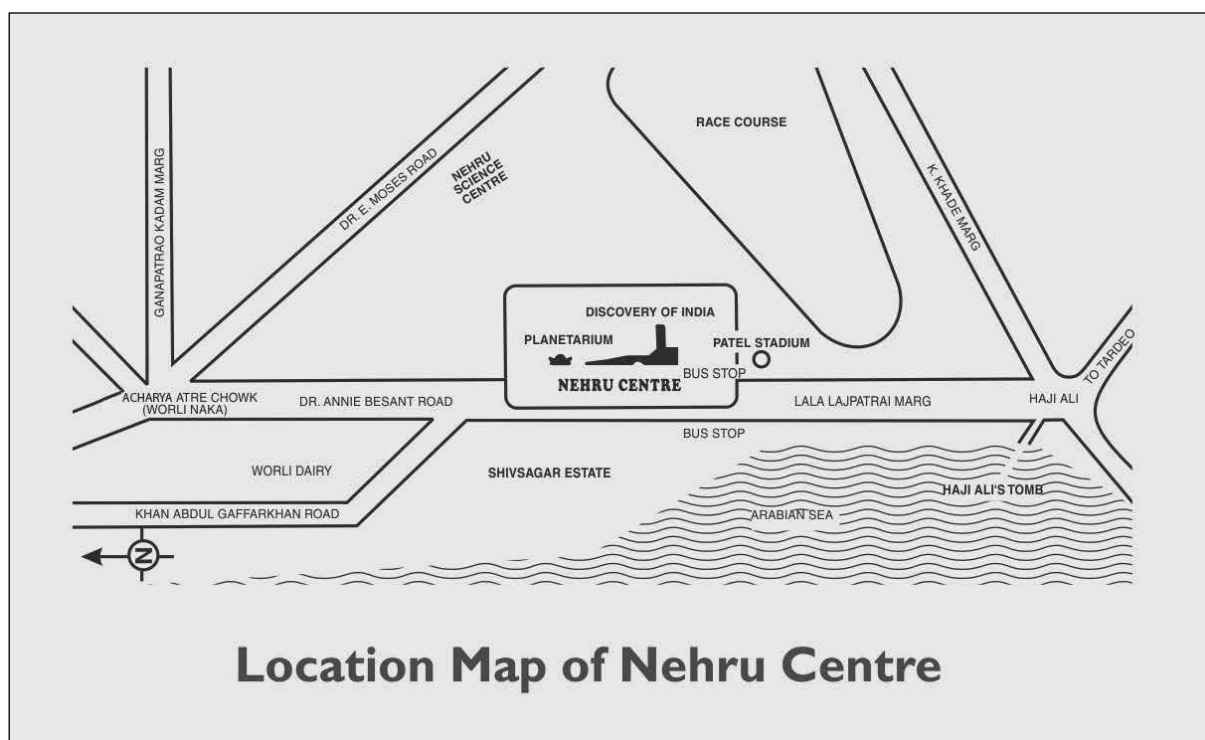 RACE COURSE
GANAPATRAO KADAM MARG
DR. E. MOSES ROAD
NEHRU
SCIENCE
CENTRE
K.KHADE MARG
DISCOVERY OF INDIA
PLANETARIUM
PATEL STADIUM
TO TARDEO
BUS STOP
NEHRU CENTRE
ACHARYA ATRE CHOWK
(WORLI NAKA)
DR. ANNIE BESANT ROAD
LALA LAJPATRAI MARG
HAJI ALI
BUS STOP
WORLI DAIRY
SHIVSAGAR ESTATE
HAJI ALI'S TOMB
KHAN ABDUL GAFFARKHAN ROAD
ARABIAN SEA
N
Location Map of Nehru Centre